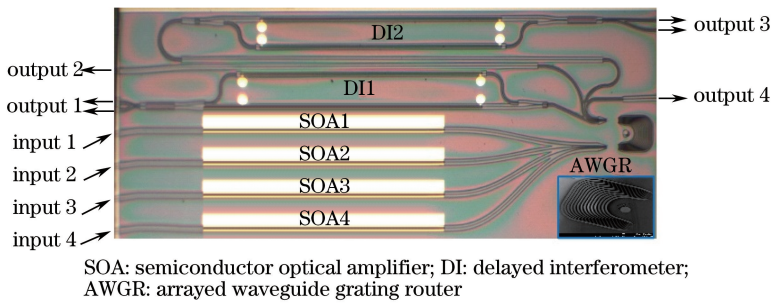 DI2
output 3
output 2
DI1
output 1
output 4
SOA1
input 1
SOA2
AWGR
input 2
SOA3
input 3
SOA4
input 4
SOA: semiconductor optical amplifier; DI: delayed interferometer;
AWGR: arrayed waveguide grating router